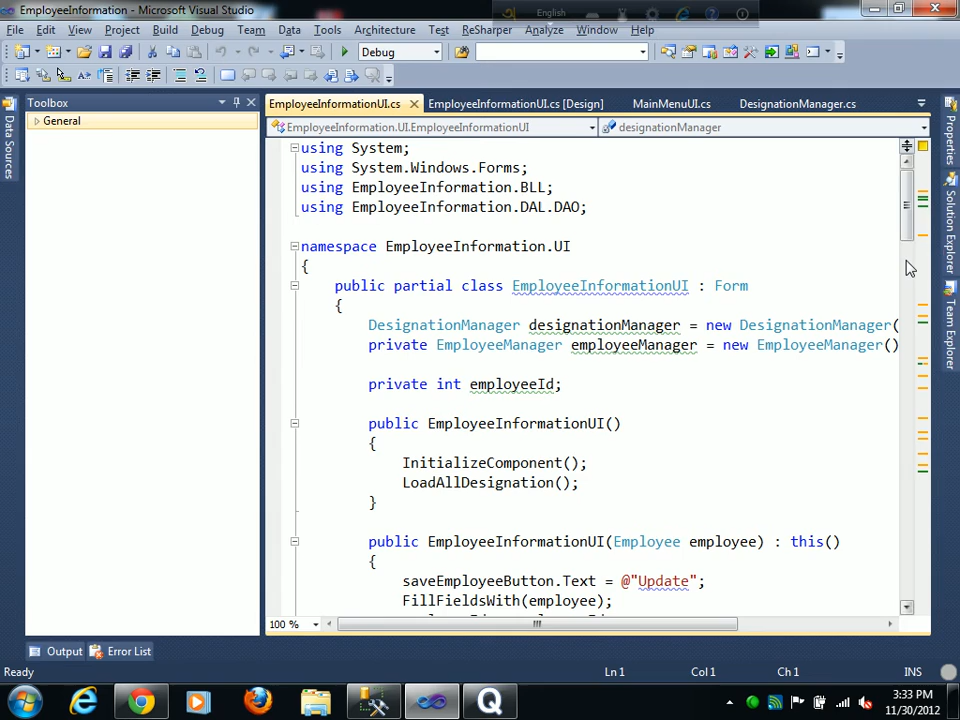 EmployeeInformation - Microsoft Visual Studio
English
File Edit View Project Build Debug Team Data Tools Architecture Test ReSharper Analyze Window Help
Debug
Toolbox
EmployeeInformationUI.cs EmployeeInformationUI.cs [Design] MainMenuUI.cs DesignationManager.cs
General
EmployeeInformation.UI.EmployeeInformationUI designationManager
Data Sources
Properties
Solution Explorer
Team Explorer
using System;
using System.Windows.Forms;
using EmployeeInformation.BLL;
using EmployeeInformation.DAL.DAO;
namespace EmployeeInformation.UI
{
public partial class EmployeeInformationUI : Form
{
DesignationManager designationManager = new DesignationManager(
private EmployeeManager employeeManager = new EmployeeManager()
private int employeeId;
public EmployeeInformationUI()
{
InitializeComponent();
LoadAllDesignation();
}
public EmployeeInformationUI(Employee employee) : this()
{
saveEmployeeButton.Text = @"Update";
FillFieldsWith(employee);
100 %
Output Error List
Ready Ln 1 Col 1 Ch 1 INS
3:33 PM
11/30/2012